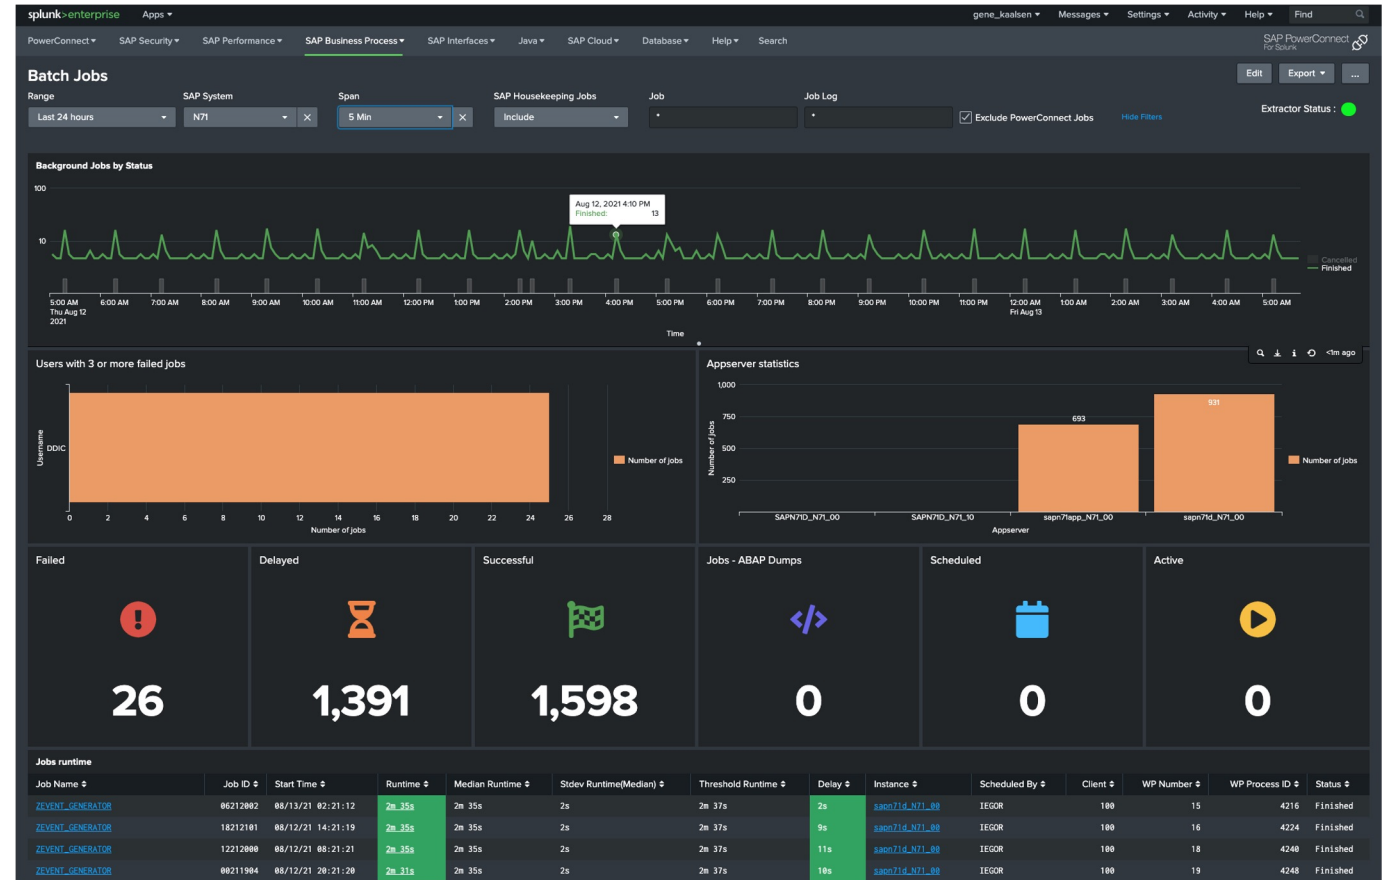 splunk>enterprise Apps gene_kaalsen Messages Settings Activity Help Find
PowerConnect SAP Security SAP Performance SAP Business Process SAP Interfaces Java SAP Cloud Database Help Search SAP PowerConnect
For Splunk
Batch Jobs Edit Export ...
Range SAP System Span SAP Housekeeping Jobs Job Job Log
Last 24 hours N71 5 Min Include * * Exclude PowerConnect Jobs Hide Filters Extractor Status :
Background Jobs by Status
100
Aug 12, 2021 4:10 PM
Finished: 13
10
Cancelled
Finished
5:00 AM 6:00 AM 7:00 AM 8:00 AM 9:00 AM 10:00 AM 11:00 AM 12:00 PM 1:00 PM 2:00 PM 3:00 PM 4:00 PM 5:00 PM 6:00 PM 7:00 PM 8:00 PM 9:00 PM 10:00 PM 11:00 PM 12:00 AM 1:00 AM 2:00 AM 3:00 AM 4:00 AM 5:00 AM
Thu Aug 12 Fri Aug 13
2021
Time
Users with 3 or more failed jobs
Username
DDIC
Number of jobs
0 2 4 6 8 10 12 14 16 18 20 22 24 26 28
Number of jobs
Appserver statistics <1m ago
1,000
750
500
250
Number of jobs
693
931
Number of jobs
SAPN71D_N71_00 SAPN71D_N71_10 sapn71app_N71_00 sapn71d_N71_00
Appserver
Failed Delayed Successful Jobs - ABAP Dumps Scheduled Active
26 1,391 1,598 0 0 0
Jobs runtime
Job Name Job ID Start Time Runtime Median Runtime Stdev Runtime(Median) Threshold Runtime Delay Instance Scheduled By Client WP Number WP Process ID Status
ZEVENT_GENERATOR 06212002 08/13/21 02:21:12 2m 35s 2m 35s 2s 2m 37s 2s sapn71d_N71_00 IEGOR 100 15 4216 Finished
ZEVENT_GENERATOR 18212101 08/12/21 14:21:19 2m 35s 2m 35s 2s 2m 37s 9s sapn71d_N71_00 IEGOR 100 16 4224 Finished
ZEVENT_GENERATOR 12212000 08/12/21 08:21:21 2m 35s 2m 35s 2s 2m 37s 11s sapn71d_N71_00 IEGOR 100 18 4240 Finished
ZEVENT_GENERATOR 00211904 08/12/21 20:21:20 2m 31s 2m 35s 2s 2m 37s 10s sapn71d_N71_00 IEGOR 100 19 4248 Finished